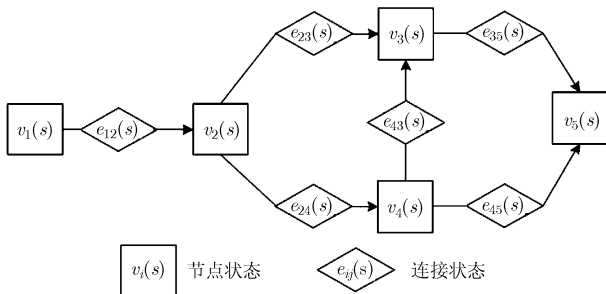 e₂₃(s)
v₃(s)
e₃₅(s)
v₁(s)
e₁₂(s)
v₂(s)
e₄₃(s)
v₅(s)
e₂₄(s)
v₄(s)
e₄₅(s)
vᵢ(s) 节点状态
eᵢⱼ(s) 连接状态